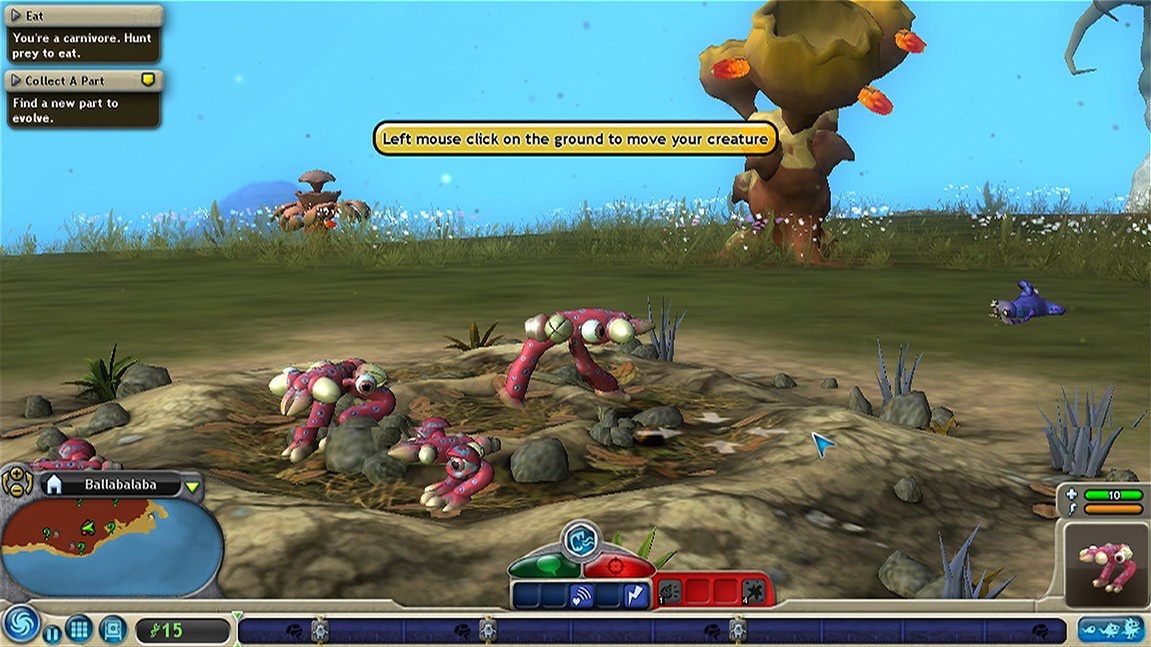 Eat
You're a carnivore. Hunt
prey to eat.
Collect A Part
Find a new part to
evolve.
Left mouse click on the ground to move your creature
Ballabalaba
? ? ?
10
1 4
15